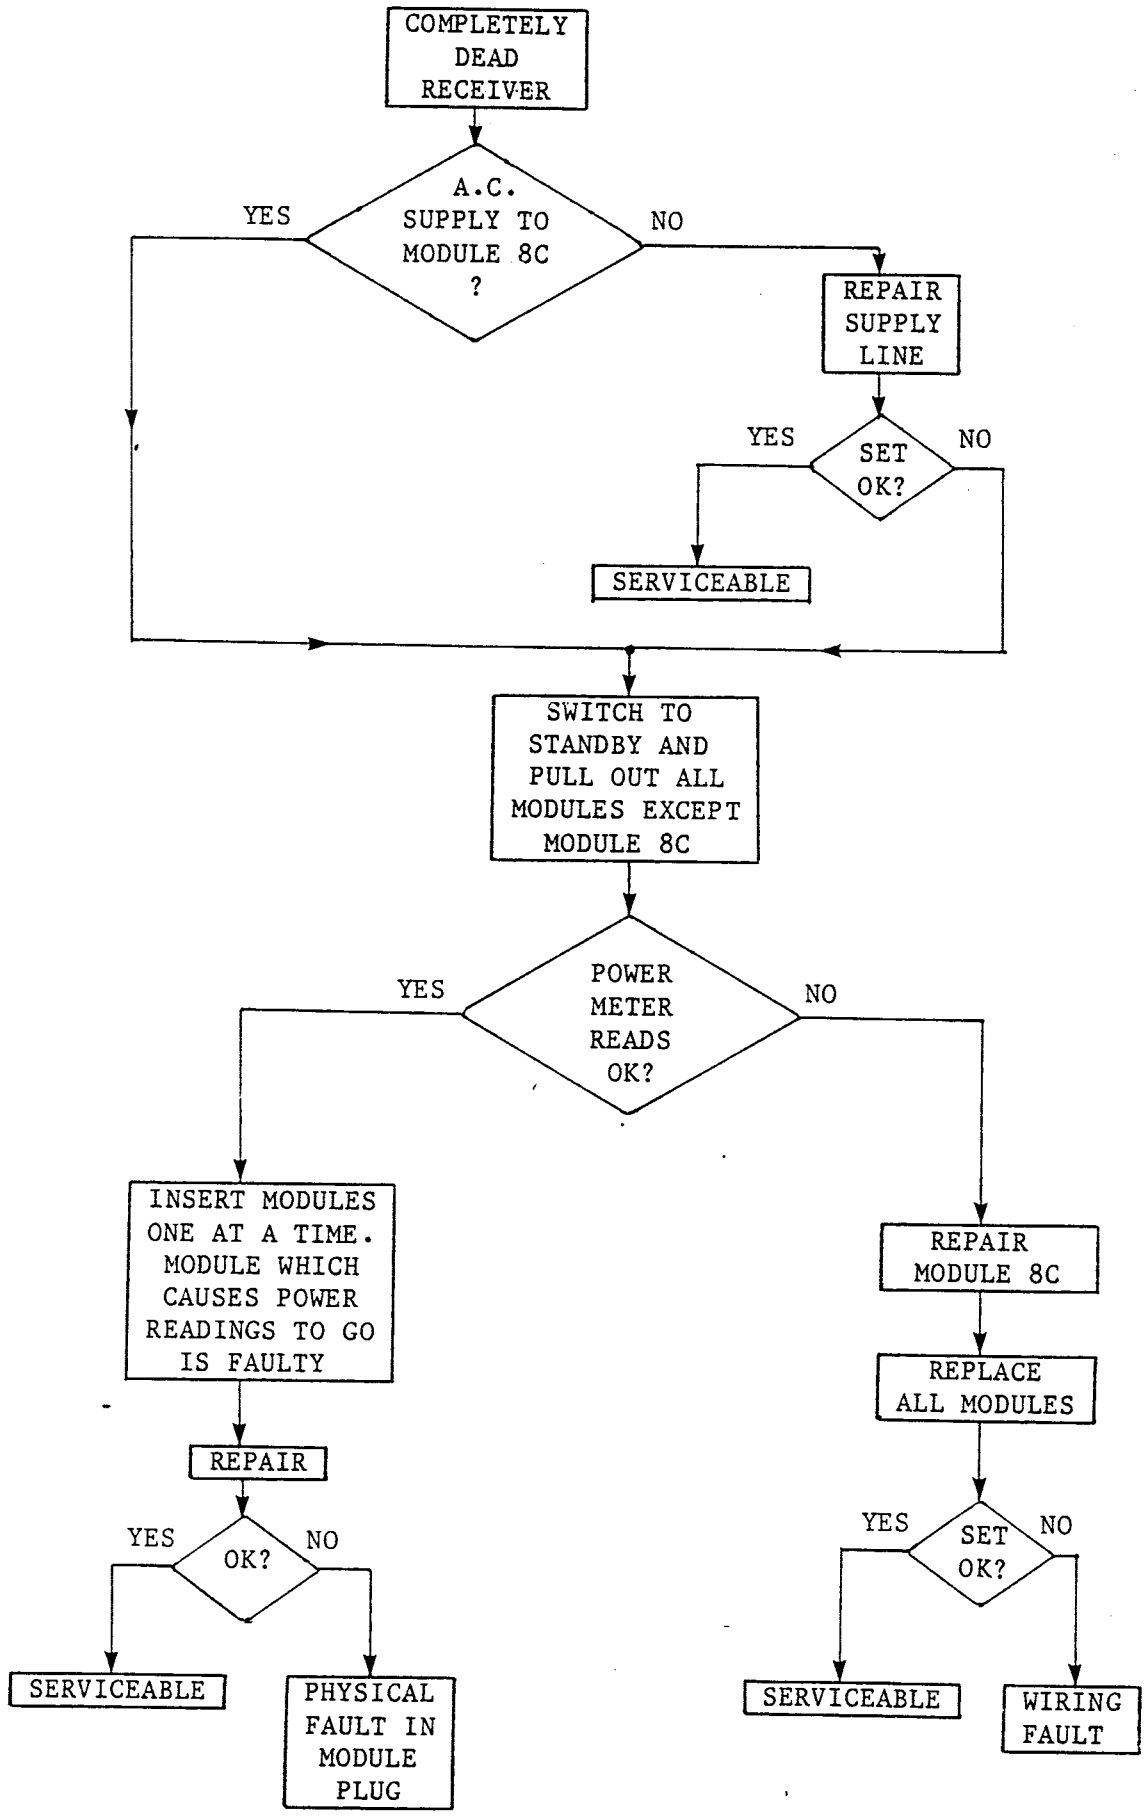 COMPLETELY
DEAD
RECEIVER
A.C.
SUPPLY TO
MODULE 8C
?
YES
NO
REPAIR
SUPPLY
LINE
YES
NO
SET
OK?
SERVICEABLE
SWITCH TO
STANDBY AND
PULL OUT ALL
MODULES EXCEPT
MODULE 8C
YES
NO
POWER
METER
READS
OK?
INSERT MODULES
ONE AT A TIME.
MODULE WHICH
CAUSES POWER
READINGS TO GO
IS FAULTY
REPAIR
MODULE 8C
REPLACE
ALL MODULES
REPAIR
YES
NO
OK?
YES
NO
SET
OK?
SERVICEABLE
PHYSICAL
FAULT IN
MODULE
PLUG
SERVICEABLE
WIRING
FAULT